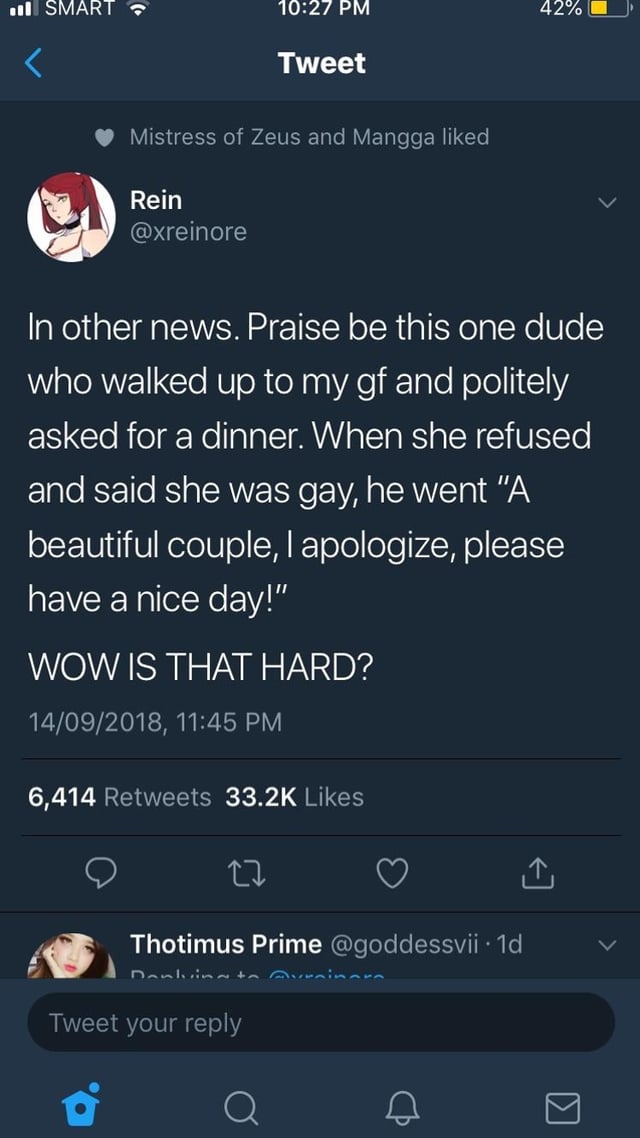 SMART 10:27 PM 42%
Tweet
Mistress of Zeus and Mangga liked
Rein
@xreinore
In other news. Praise be this one dude
who walked up to my gf and politely
asked for a dinner. When she refused
and said she was gay, he went "A
beautiful couple, I apologize, please
have a nice day!"
WOW IS THAT HARD?
14/09/2018, 11:45 PM
6,414 Retweets 33.2K Likes
Thotimus Prime @goddessvii · 1d
Replying to @xreinore
Tweet your reply